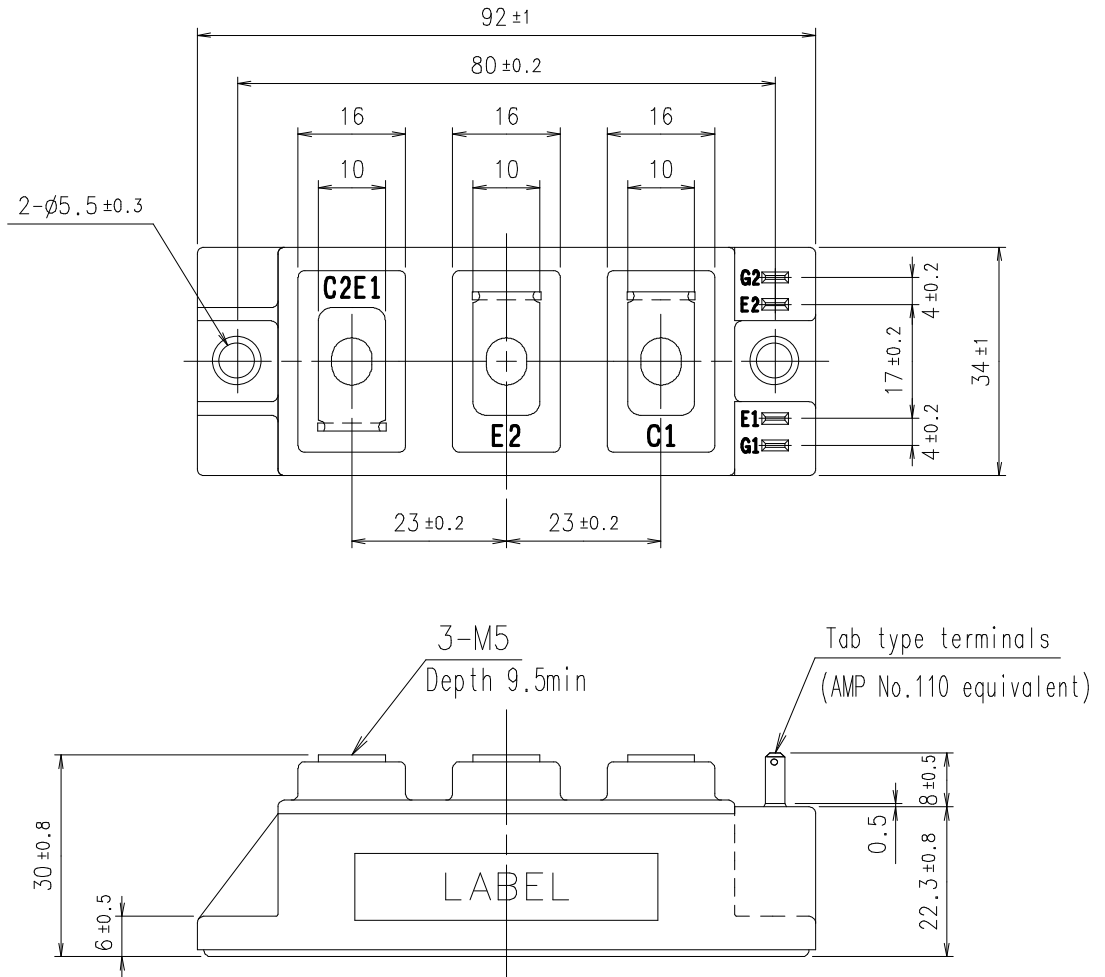 92 ±1
80 ±0.2
16 16 16
10 10 10
2-ø5.5 ±0.3
C2E1
G2
E2
4 ±0.2
17 ±0.2
34 ±1
E2
C1
E1
G1
4 ±0.2
23 ±0.2 23 ±0.2
3-M5
Depth 9.5min
Tab type terminals
(AMP No.110 equivalent)
8 ±0.5
0.5
30 ±0.8
22.3 ±0.8
LABEL
6 ±0.5